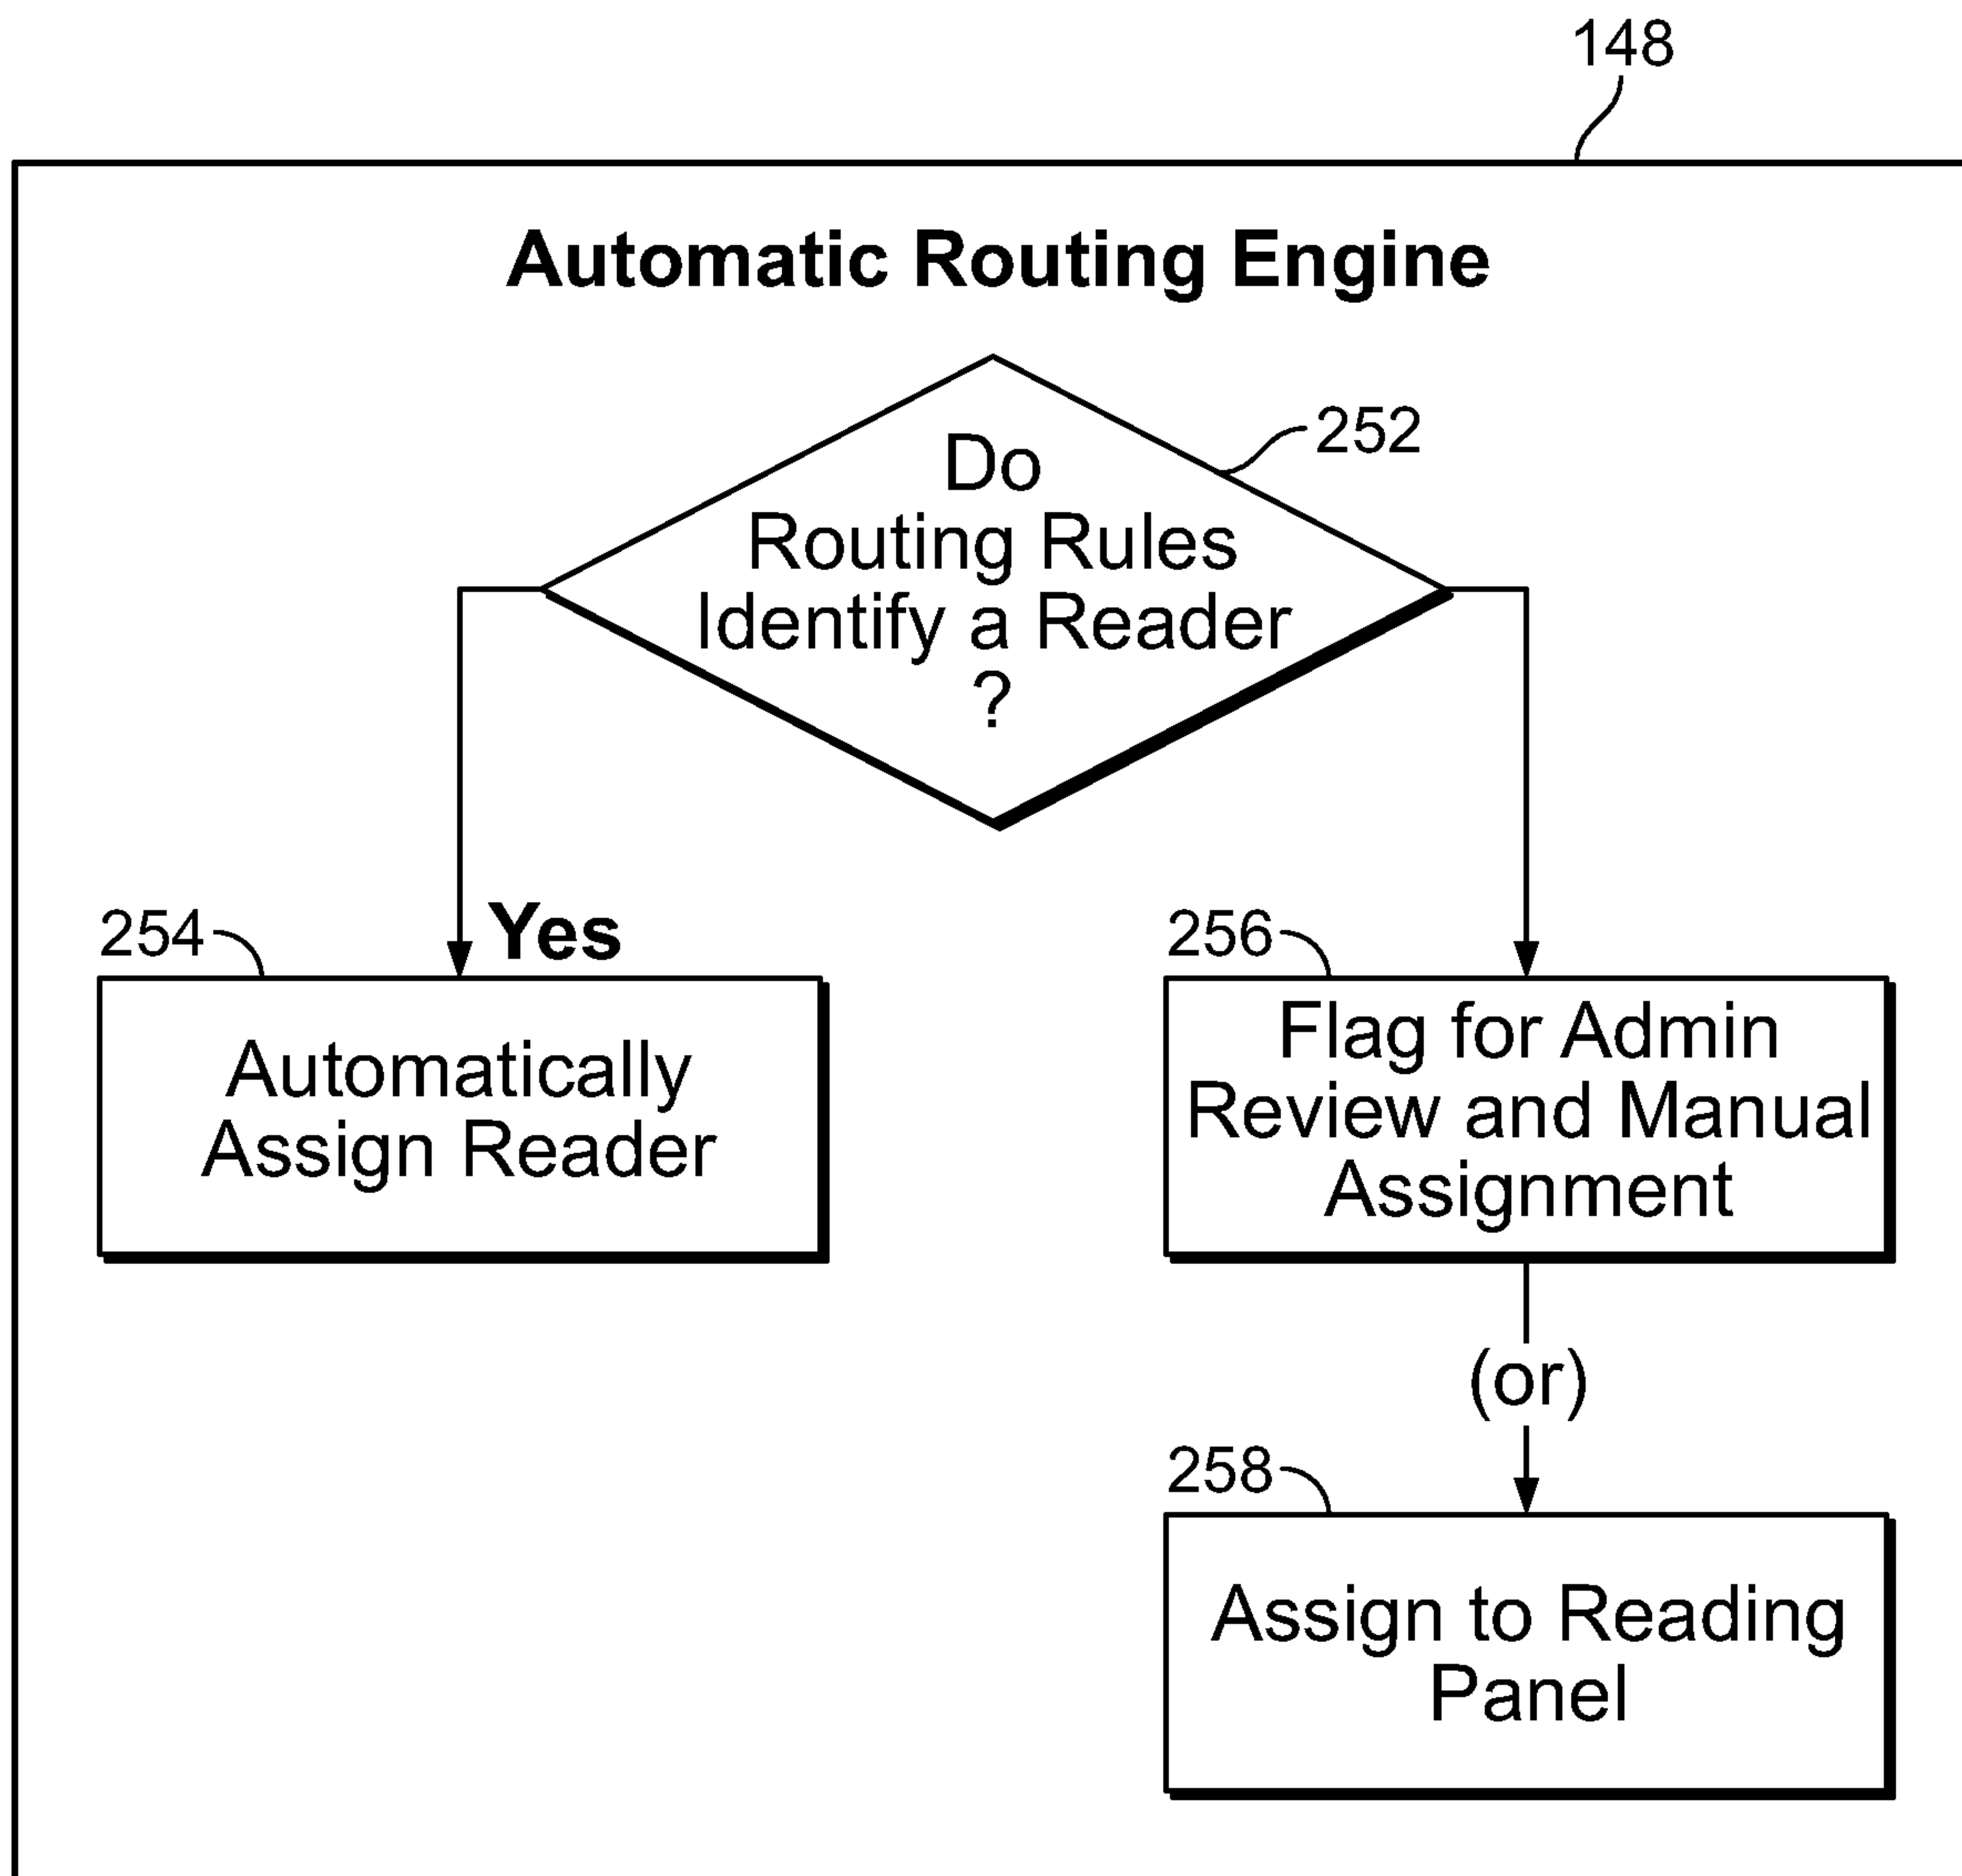 148
Automatic Routing Engine
252
Do
Routing Rules
Identify a Reader
?
254
Yes
Automatically
Assign Reader
256
Flag for Admin
Review and Manual
Assignment
(or)
258
Assign to Reading
Panel